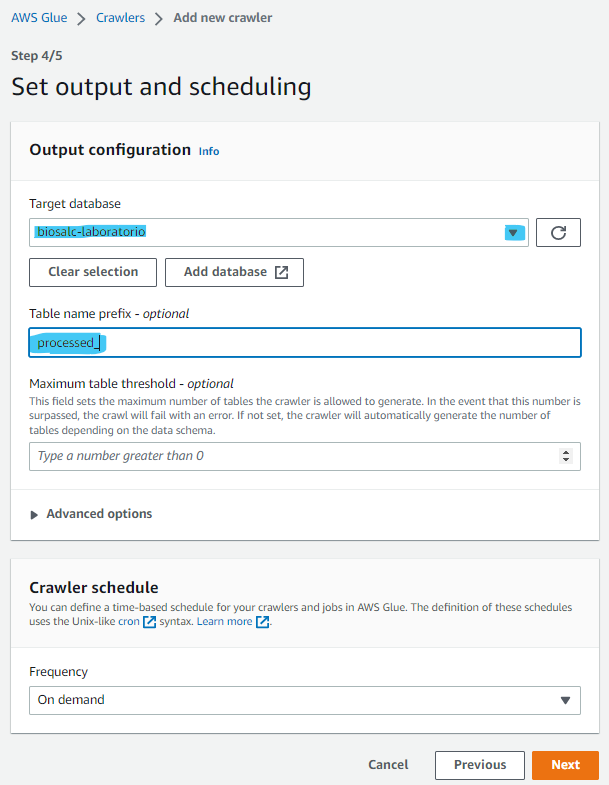 AWS Glue > Crawlers > Add new crawler
Step 4/5
Set output and scheduling
Output configuration Info
Target database
biosalc-laboratorio
Clear selection Add database
Table name prefix - optional
processed_
Maximum table threshold - optional
This field sets the maximum number of tables the crawler is allowed to generate. In the event that this number is
surpassed, the crawl will fail with an error. If not set, the crawler will automatically generate the number of
tables depending on the data schema.
Type a number greater than 0
Advanced options
Crawler schedule
You can define a time-based schedule for your crawlers and jobs in AWS Glue. The definition of these schedules
uses the Unix-like cron syntax. Learn more.
Frequency
On demand
Cancel Previous Next